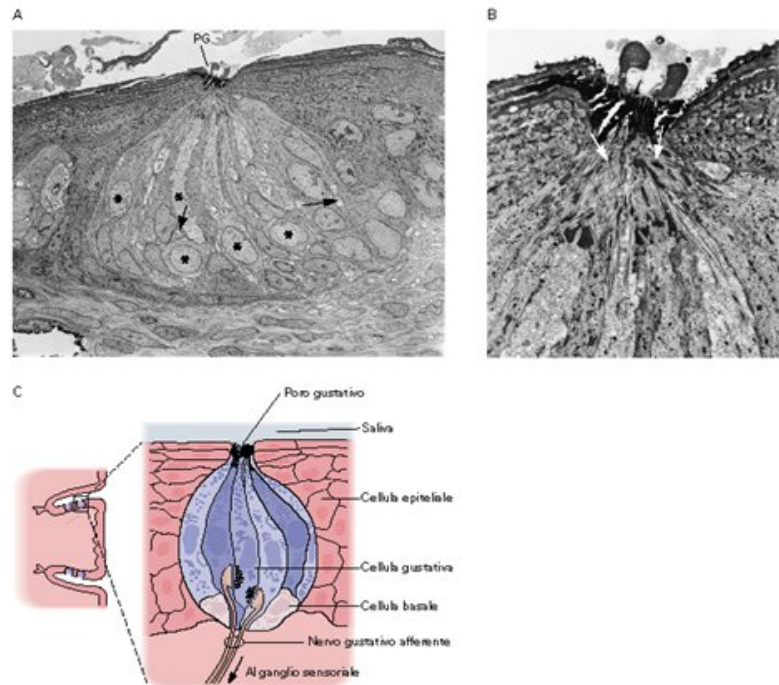 A
PG
B
C
Poro gustativo
Saliva
Cellula epiteliale
Cellula gustativa
Cellula basale
Nervo gustativo afferente
Al ganglio sensoriale